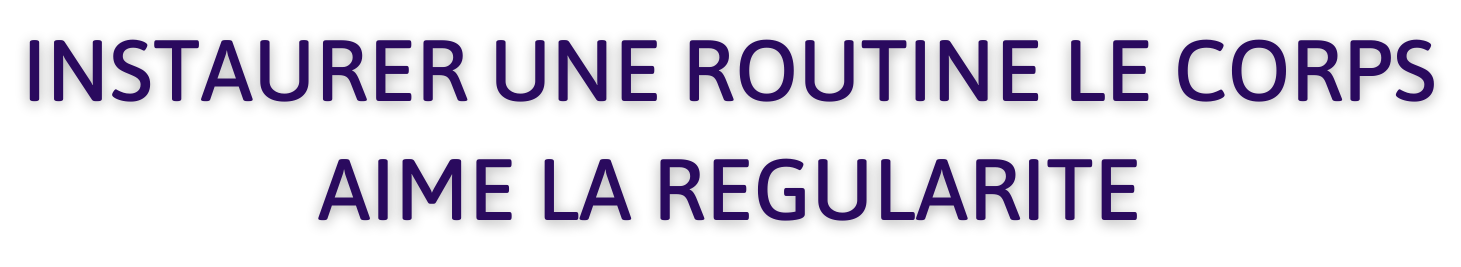 INSTAURER UNE ROUTINE LE CORPS
AIME LA REGULARITE